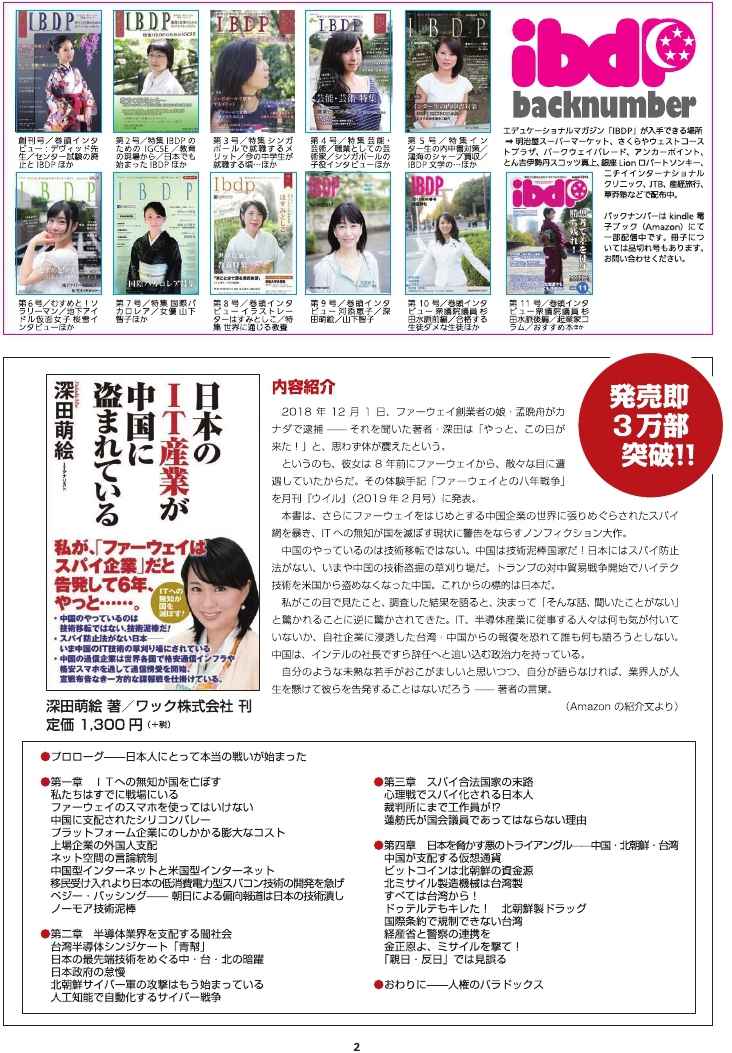 IBDP
IBDP
IBDP
IBDP
IBDP
ibdp
backnumber
創刊号／巻頭インタ
ビュー：デヴィッド先
生／センター試験の廃
止と IBDP ほか
第2号／特集 IBDP の
ための IGCSE ／教育
の現場から／日本でも
始まった IBDP ほか
第3号／特集シンガ
ポールで就職するメ
リット／今の中学生が
就職する頃…ほか
第4号／特集芸能・
芸術／職業としての芸
術家／シンガポールの
子役インタビューほか
第5号／特集イン
ター生の内申書対策／
鴻海のシャープ買収／
IBDP 文学の…ほか
エデュケーショナルマガジン「IBDP」が入手できる場所
➡ 明治屋スーパーマーケット、さくらやウェストコース
トプラザ、パークウェイパレード、アンカーポイント、
とん吉伊勢丹スコッツ真上、銀座 Lion ロバートソンキー、
ニチイインターナショナル
クリニック、JTB、産経旅行、
草莽塾などで配布中。
バックナンバーは kindle 電
子ブック（Amazon）にて
一部配信中です。冊子につ
いては品切れ号もあります。
お問い合わせください。
IBDP
IBDP
Ibdp
IBDP
IBDP
ibdp
第6号／むすめと！ソ
ラリーマン／地下アイ
ドル仮面女子 桜雪イ
ンタビューほか
第7号／特集 国際バ
カロレア／女優 山下
智子ほか
第8号／巻頭インタ
ビュー イラストレー
ターはすみとしこ／特
集 世界に通じる教養
第9号／巻頭インタ
ビュー 河添恵子／深
田萌絵／山下智子
第 10 号／巻頭インタ
ビュー 衆議院議員 杉
田水脈前編／合格する
生徒ダメな生徒ほか
第 11 号／巻頭インタ
ビュー 衆議院議員 杉
田水脈後編／起業家コ
ラム／おすすめ本ほか
日本の
ＩＴ産業が
中国に
盗まれている
深田萌絵
ITアナリスト
私が、「ファーウェイは
スパイ企業」だと
告発して6年、
やっと……。
ITへの
無知が
国を
滅ぼす!
・中国のやっているのは
技術移転ではない、技術泥棒だ!
・スパイ防止法がない日本――
いま中国のIT技術の草刈り場にされている
・中国の通信企業は世界各国で格安通信インフラや
格安スマホを通して通信傍受を開始、
宣戦布告なき一方的な諜報戦を仕掛けている。
深田萌絵 著／ワック株式会社 刊
定価 1,300 円（＋税）
内容紹介
2018 年 12 月 1 日、ファーウェイ創業者の娘・孟晩舟がカ
ナダで逮捕 ―― それを聞いた著者・深田は「やっと、この日が
来た！」と、思わず体が震えたという。
というのも、彼女は 8 年前にファーウェイから、散々な目に遭
遇していたからだ。その体験手記「ファーウェイとの八年戦争」
を月刊『ウイル』（2019 年 2 月号）に発表。
本書は、さらにファーウェイをはじめとする中国企業の世界に張りめぐらされたスパイ
網を暴き、IT への無知が国を滅ぼす現状に警告をならすノンフィクション大作。
中国のやっているのは技術移転ではない。中国は技術泥棒国家だ！日本にはスパイ防止
法がない、いまや中国の技術盗用の草刈り場だ。トランプの対中貿易戦争開始でハイテク
技術を米国から盗めなくなった中国。これからの標的は日本だ。
私がこの目で見たこと、調査した結果を語ると、決まって「そんな話、聞いたことがない」
と驚かれることに逆に驚かされてきた。IT、半導体産業に従事する人々は何も気が付いて
いないか、自社企業に浸透した台湾・中国からの報復を恐れて誰も何も語ろうとしない。
中国は、インテルの社長ですら辞任へと追い込む政治力を持っている。
自分のような未熟な若手がおこがましいと思いつつ、自分が語らなければ、業界人が人
生を懸けて彼らを告発することはないだろう ―― 著者の言葉。
（Amazon の紹介文より）
発売即
３万部
突破!!
●プロローグ――日本人にとって本当の戦いが始まった
●第一章　ＩＴへの無知が国を亡ぼす
私たちはすでに戦場にいる
ファーウェイのスマホを使ってはいけない
中国に支配されたシリコンバレー
プラットフォーム企業にのしかかる膨大なコスト
上場企業の外国人支配
ネット空間の言論統制
中国型インターネットと米国型インターネット
移民受け入れより日本の低消費電力型スパコン技術の開発を急げ
ベジー・バッシング―― 朝日による偏向報道は日本の技術潰し
ノーモア技術泥棒
●第二章　半導体業界を支配する闇社会
台湾半導体シンジケート「青幇」
日本の最先端技術をめぐる中・台・北の暗躍
日本政府の怠慢
北朝鮮サイバー軍の攻撃はもう始まっている
人工知能で自動化するサイバー戦争
●第三章　スパイ合法国家の末路
心理戦でスパイ化される日本人
裁判所にまで工作員が!?
蓮舫氏が国会議員であってはならない理由
●第四章　日本を脅かす悪のトライアングル――中国・北朝鮮・台湾
中国が支配する仮想通貨
ビットコインは北朝鮮の資金源
北ミサイル製造機械は台湾製
すべては台湾から！
ドゥテルテもキレた！　北朝鮮製ドラッグ
国際条約で規制できない台湾
経産省と警察の連携を
金正恩よ、ミサイルを撃て！
「親日・反日」では見誤る
●おわりに――人権のパラドックス
2